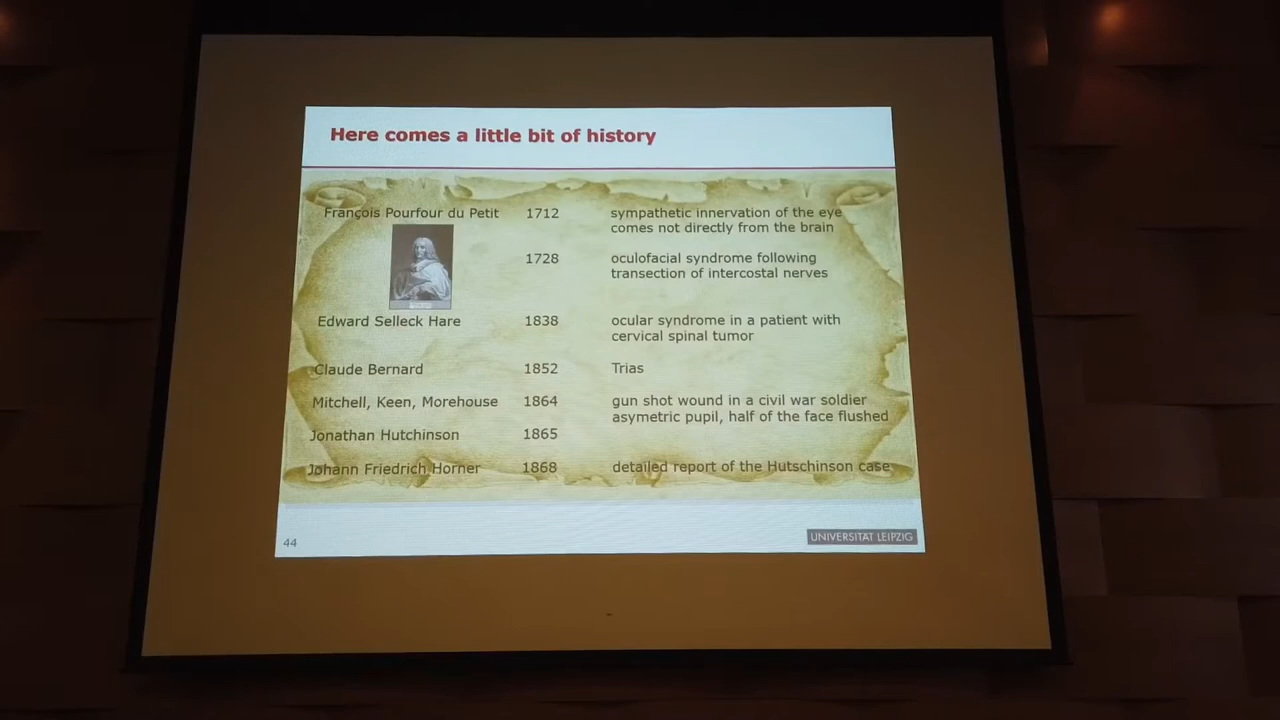 Here comes a little bit of history
François Pourfour du Petit 1712 sympathetic innervation of the eye
comes not directly from the brain
1728 oculofacial syndrome following
transection of intercostal nerves
Edward Selleck Hare 1838 ocular syndrome in a patient with
cervical spinal tumor
Claude Bernard 1852 Trias
Mitchell, Keen, Morehouse 1864 gun shot wound in a civil war soldier
asymetric pupil, half of the face flushed
Jonathan Hutchinson 1865
Johann Friedrich Horner 1868 detailed report of the Hutschinson case
44
UNIVERSITÄT LEIPZIG